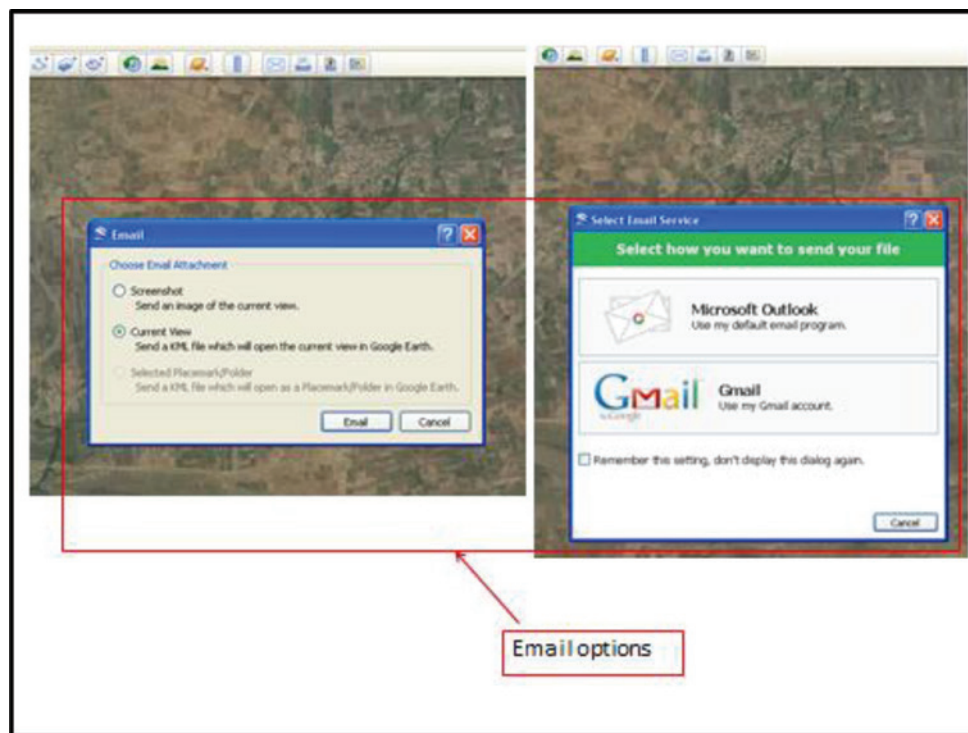 Email
Choose Email Attachment
Screenshot
Send an image of the current view.
Current View
Send a KML file which will open the current view in Google Earth.
Selected Placemark/Folder
Send a KML file which will open as a Placemark/Folder in Google Earth.
Email
Cancel
Select Email Service
Select how you want to send your file
Microsoft Outlook
Use my default email program.
Gmail
by Google
Gmail
Use my Gmail account.
Remember this setting, don't display this dialog again.
Cancel
Email options